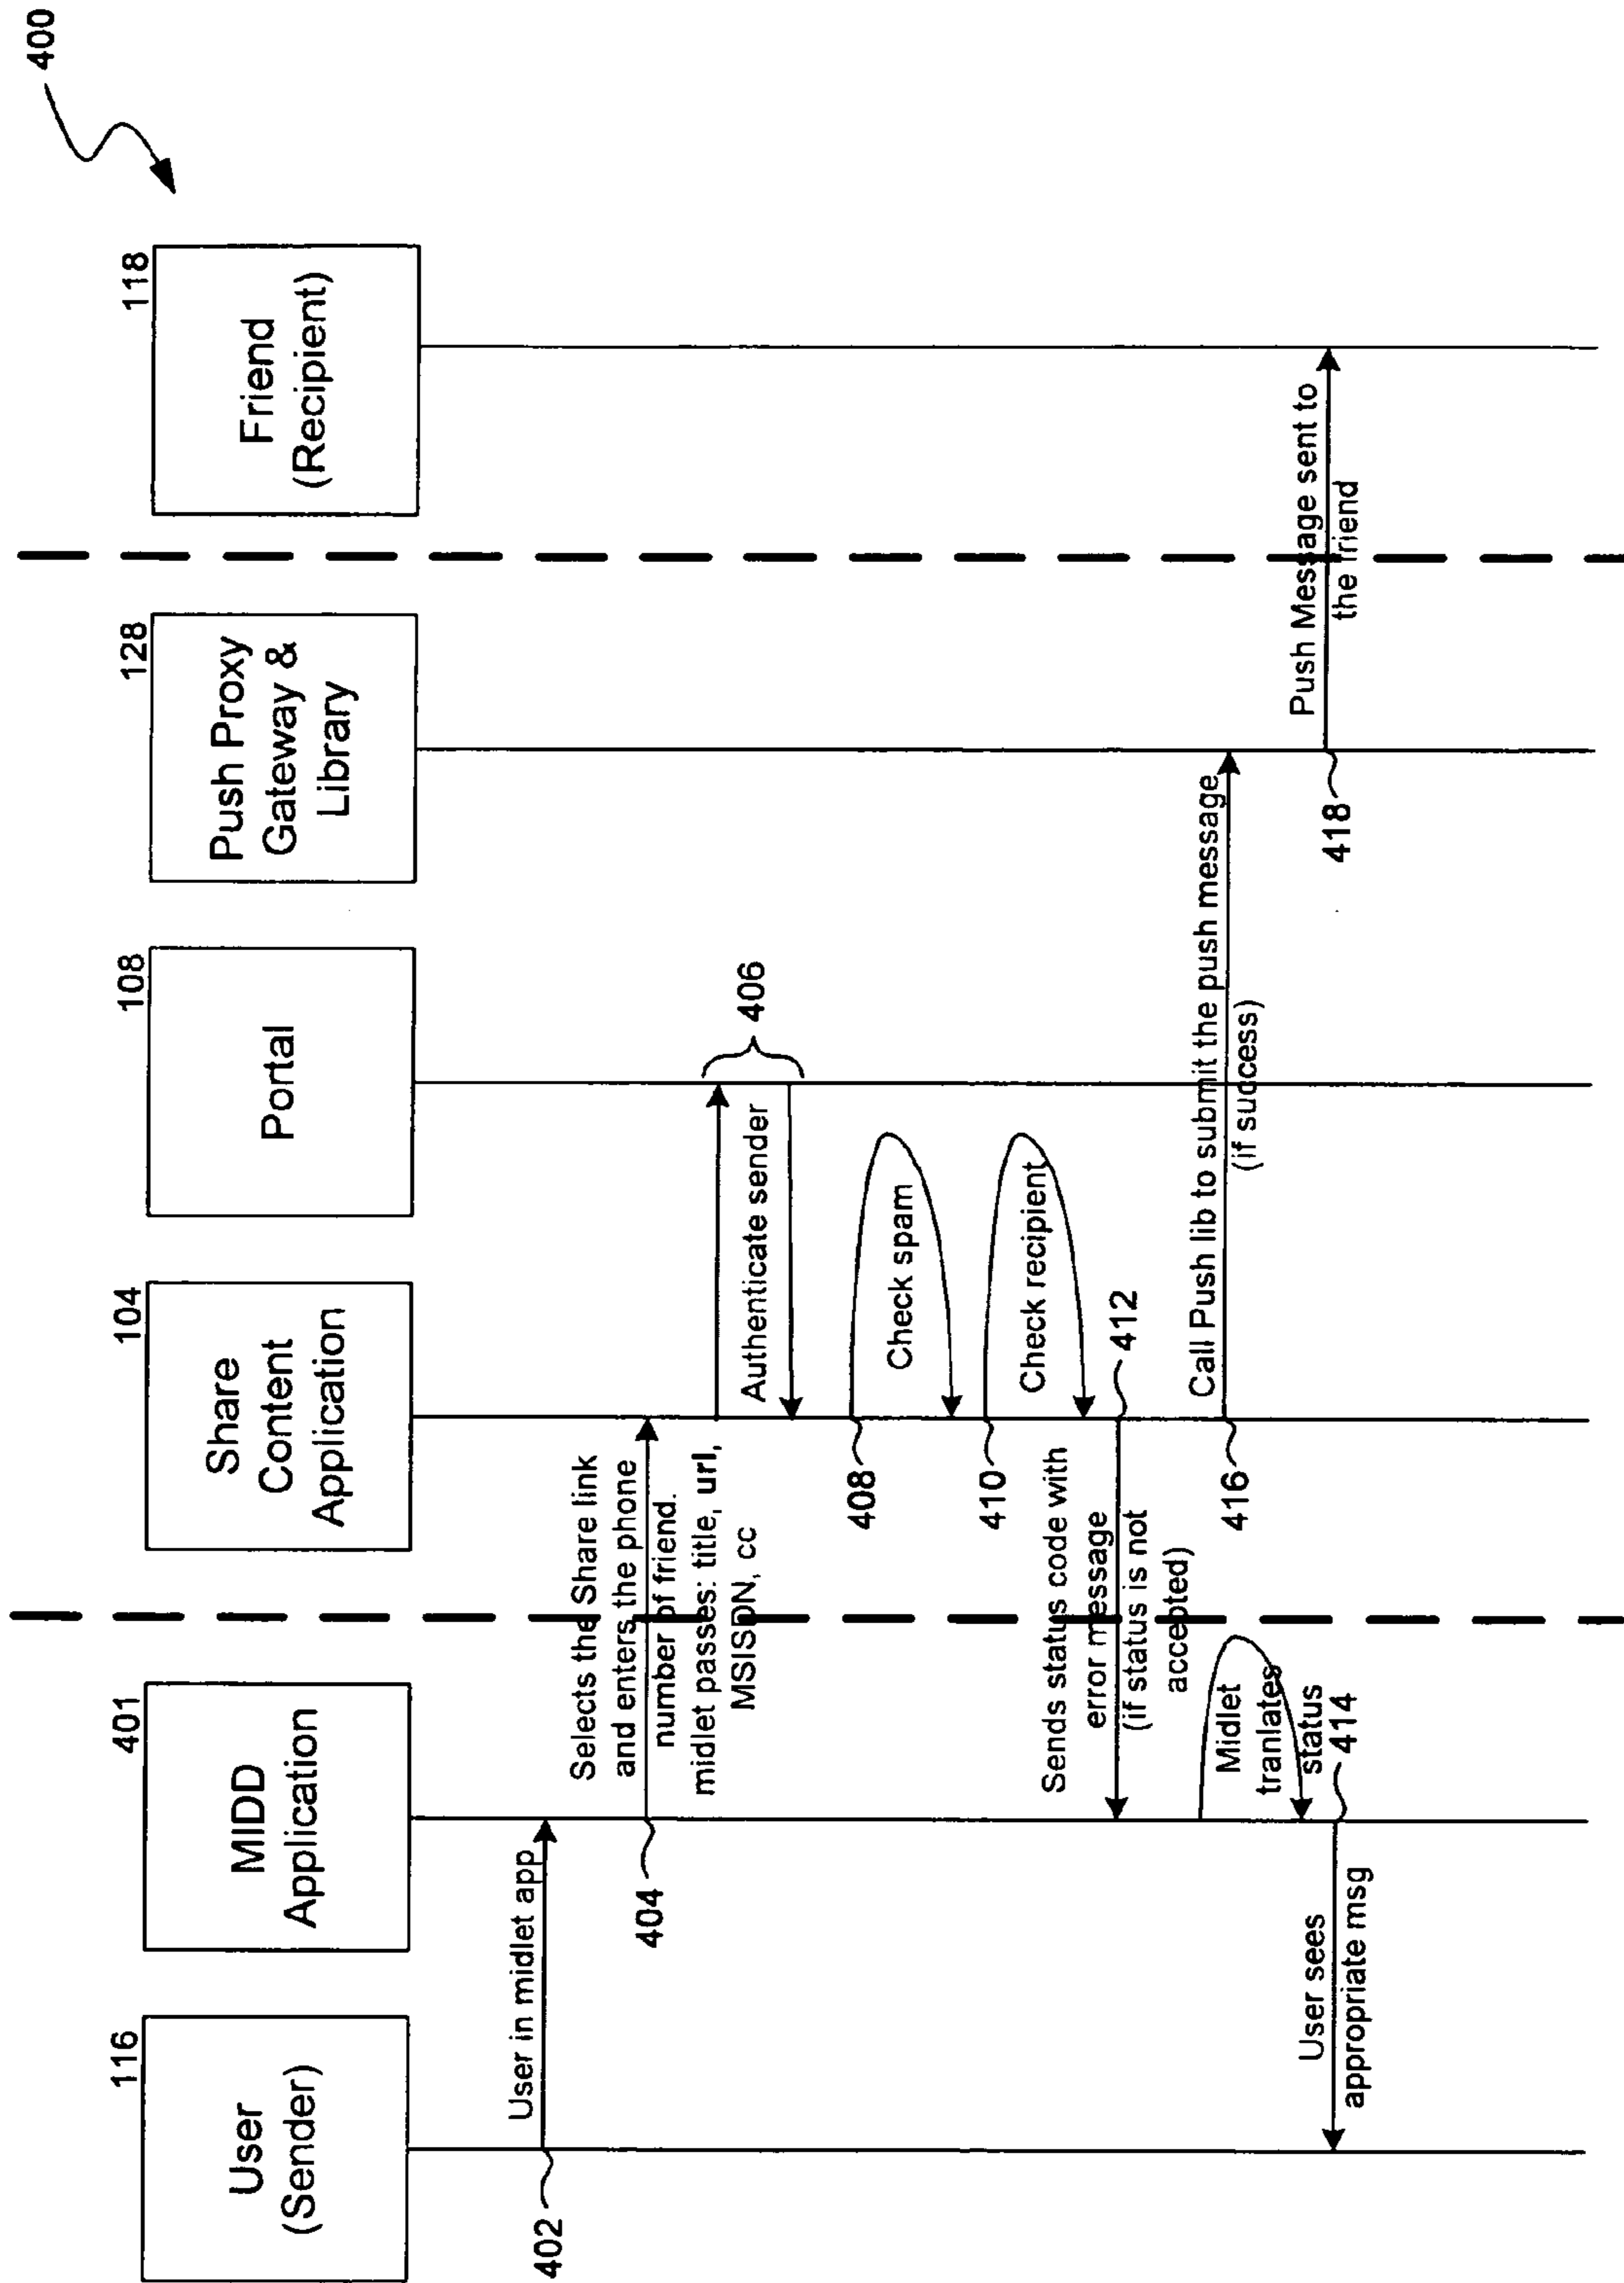 400
116
User
(Sender)
401
MIDD
Application
104
Share
Content
Application
108
Portal
128
Push Proxy
Gateway &
Library
118
Friend
(Recipient)
402
User in midlet app
404
Selects the Share link
and enters the phone
number of friend.
midlet passes: title, url,
MSISDN, cc
406
Authenticate sender
408
Check spam
410
Check recipient
412
Sends status code with
error message
(if status is not
accepted)
Midlet
tranlates
status
414
User sees
appropriate msg
416
Call Push lib to submit the push message
(if success)
418
Push Message sent to
the friend